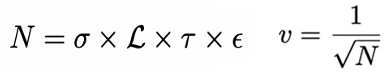 N = σ × ℒ × τ × ϵ    v = 1/√N